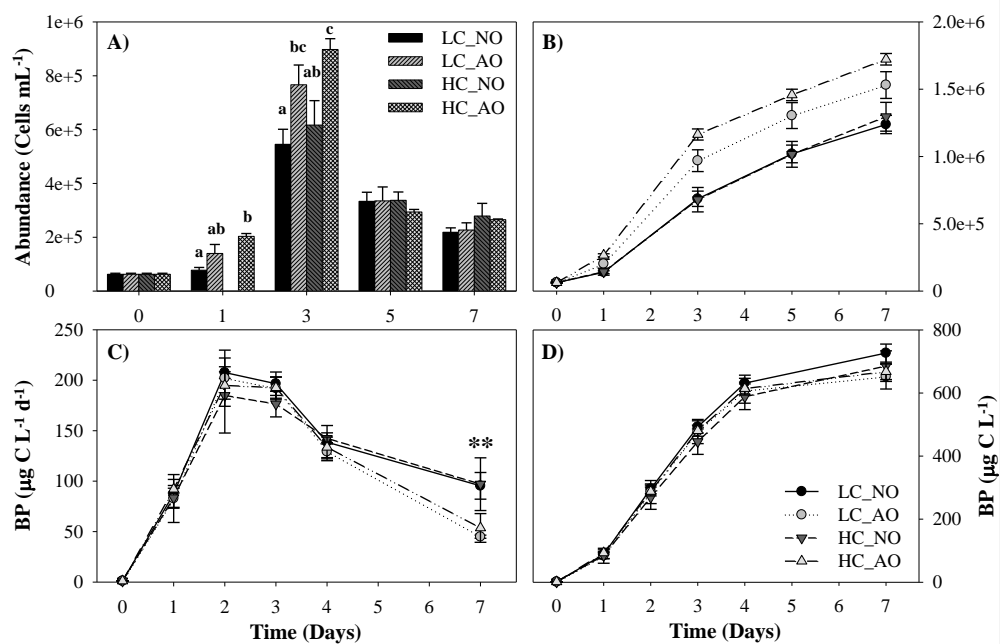 A)
Abundance (Cells mL-1)
1e+6
8e+5
6e+5
4e+5
2e+5
0
a
ab
b
a
bc
ab
c
LC_NO
LC_AO
HC_NO
HC_AO
0 1 3 5 7
B)
2.0e+6
1.5e+6
1.0e+6
5.0e+5
0
0 1 2 3 4 5 6 7
C)
BP (µg C L-1 d-1)
250
200
150
100
50
0
**
0 1 2 3 4 5 6 7
Time (Days)
D)
800
600
400
200
0
BP (µg C L-1)
LC_NO
LC_AO
HC_NO
HC_AO
0 1 2 3 4 5 6 7
Time (Days)